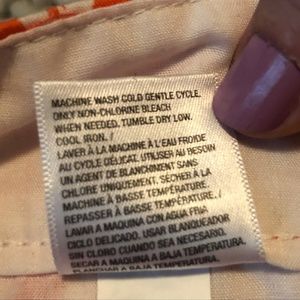 MACHINE WASH COLD GENTLE CYCLE.
ONLY NON-CHLORINE BLEACH
WHEN NEEDED. TUMBLE DRY LOW.
COOL IRON. /
LAVER À LA MACHINE À L'EAU FROIDE
AU CYCLE DÉLICAT. UTILISER AU BESOIN
UN AGENT DE BLANCHIMENT SANS
CHLORE UNIQUEMENT. SÉCHER À LA
MACHINE À BASSE TEMPÉRATURE.
REPASSER À BASSE TEMPÉRATURE. /
LAVAR A MAQUINA CON AGUA FRIA
CICLO DELICADO. USAR BLANQUEADOR
SIN CLORO CUANDO SEA NECESARIO.
SECAR A MAQUINA A BAJA TEMPERATURA.
PLANCHAR A BAJA TEMPERATURA.